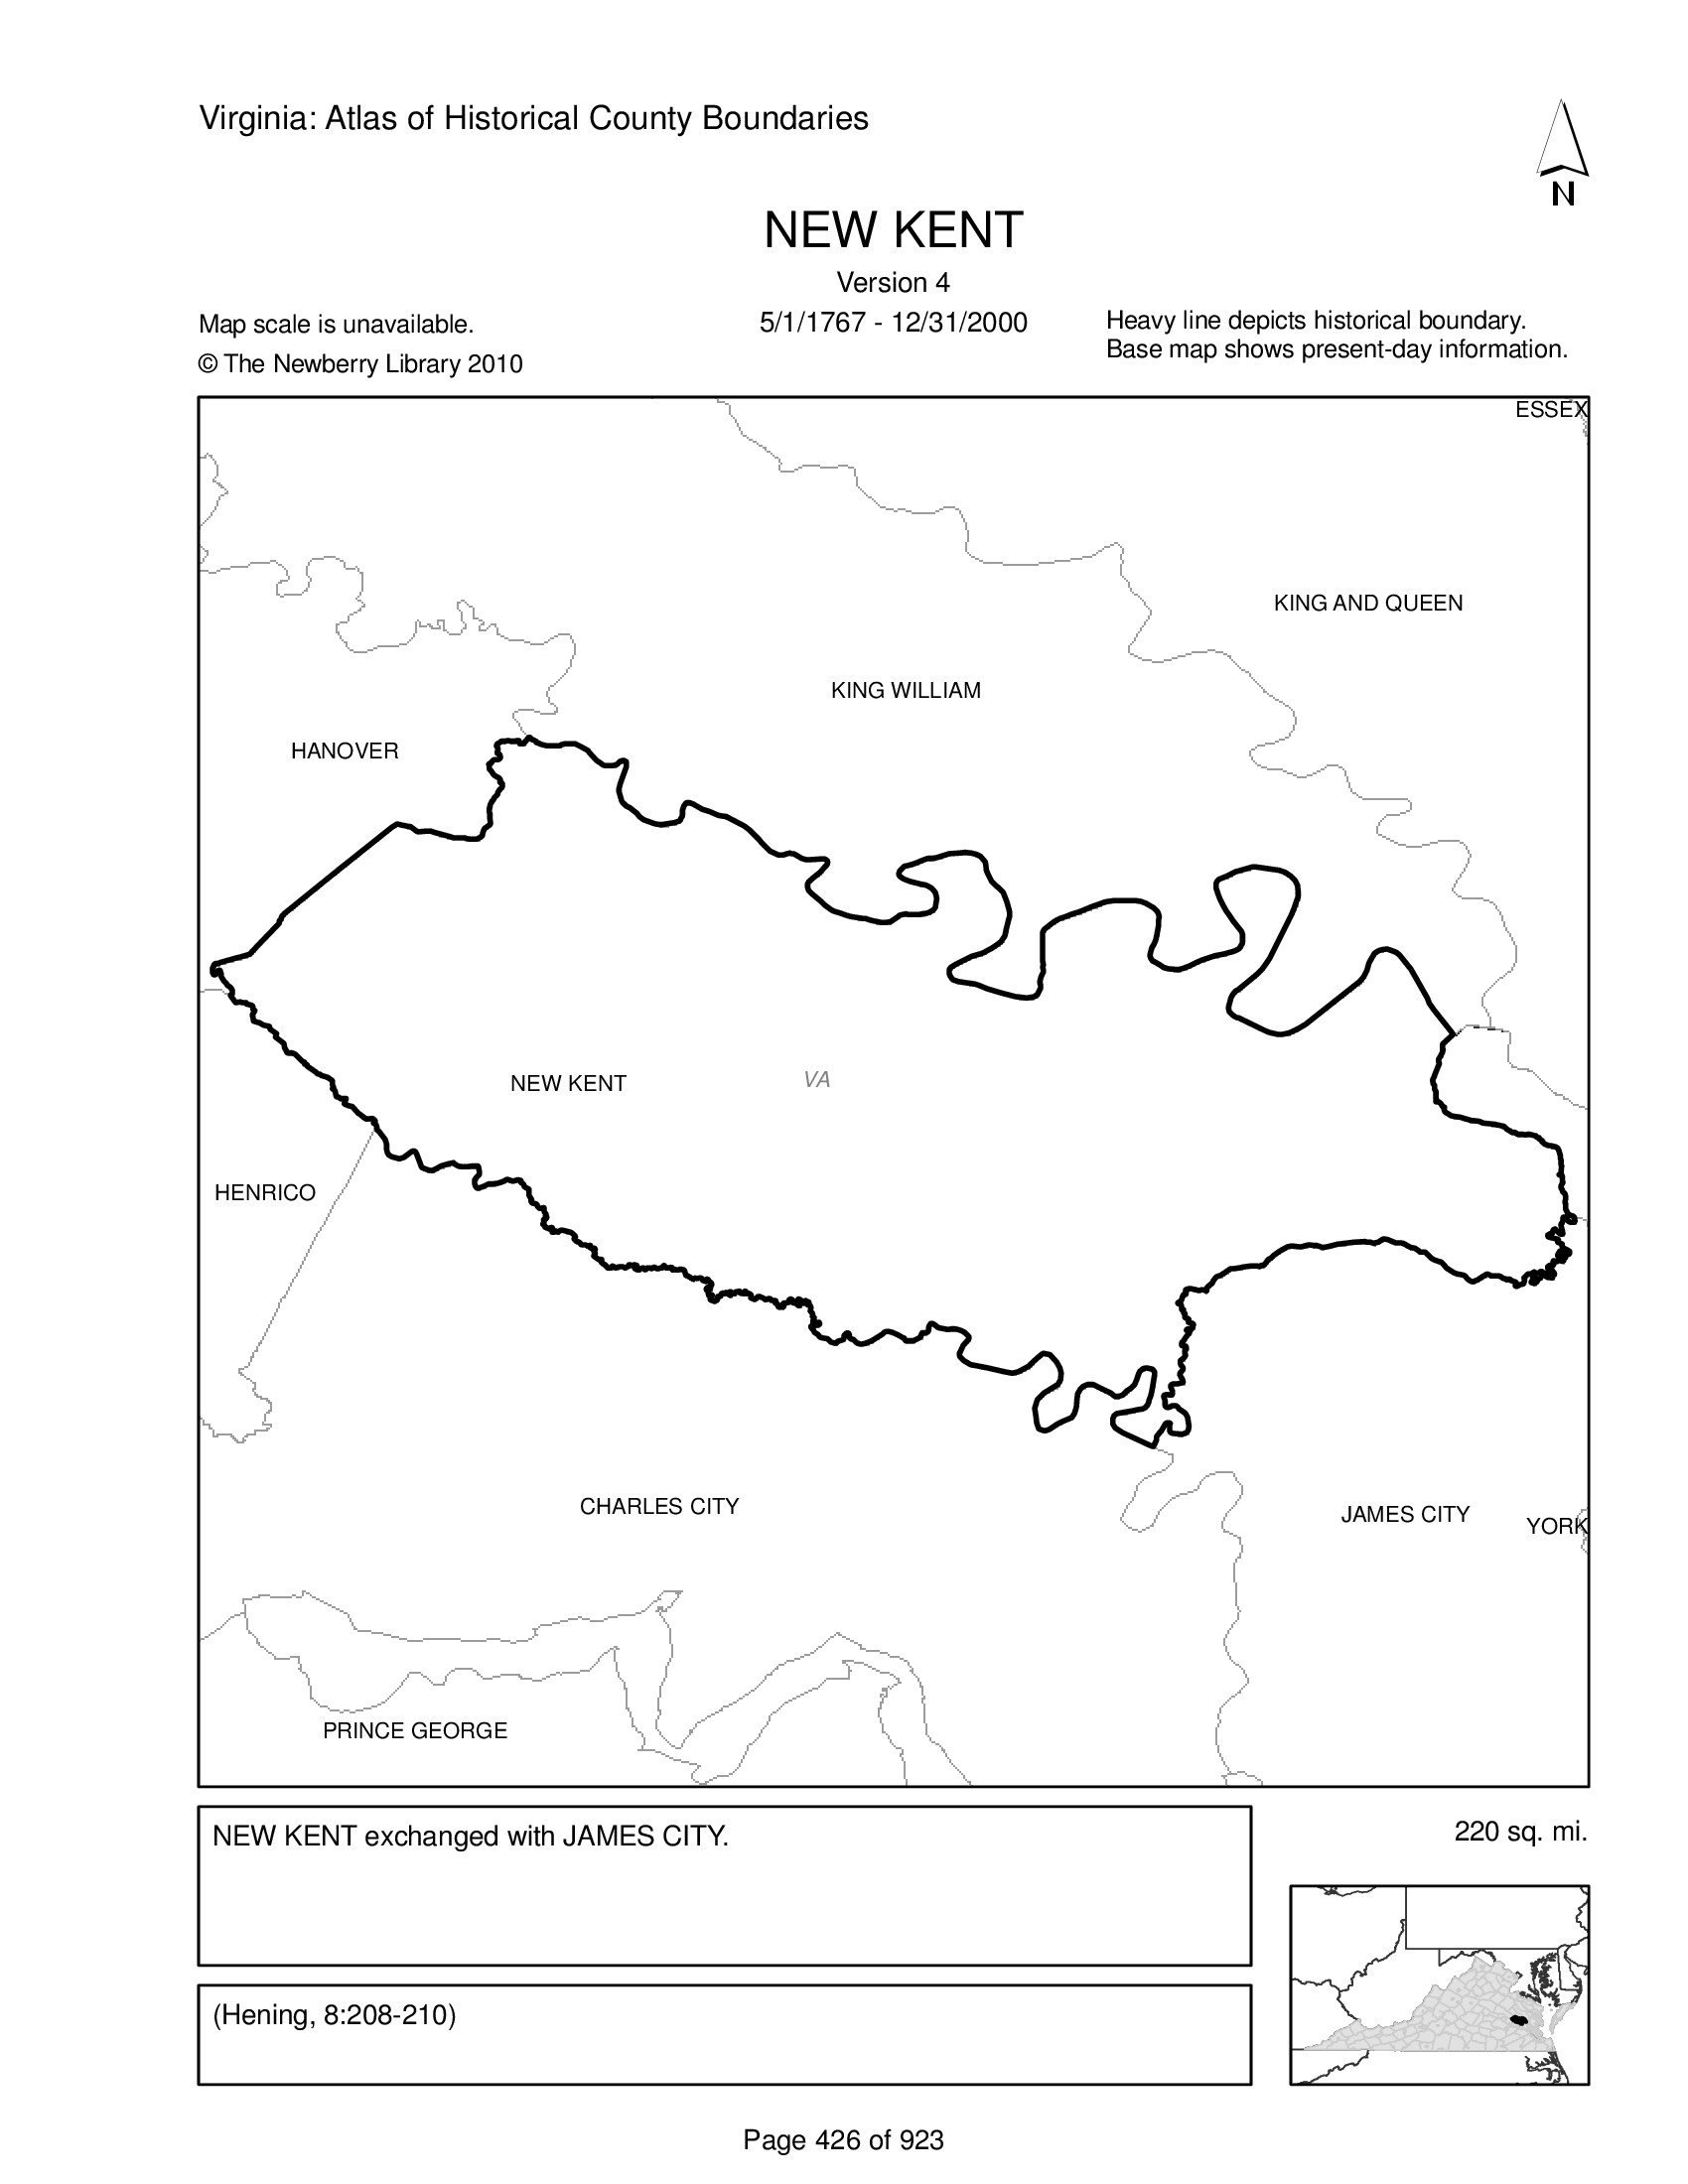 Virginia: Atlas of Historical County Boundaries
N
NEW KENT
Version 4
5/1/1767 - 12/31/2000
Map scale is unavailable.
© The Newberry Library 2010
Heavy line depicts historical boundary.
Base map shows present-day information.
ESSEX
KING AND QUEEN
KING WILLIAM
HANOVER
NEW KENT
VA
HENRICO
CHARLES CITY
JAMES CITY
YORK
PRINCE GEORGE
NEW KENT exchanged with JAMES CITY.
220 sq. mi.
(Hening, 8:208-210)
Page 426 of 923